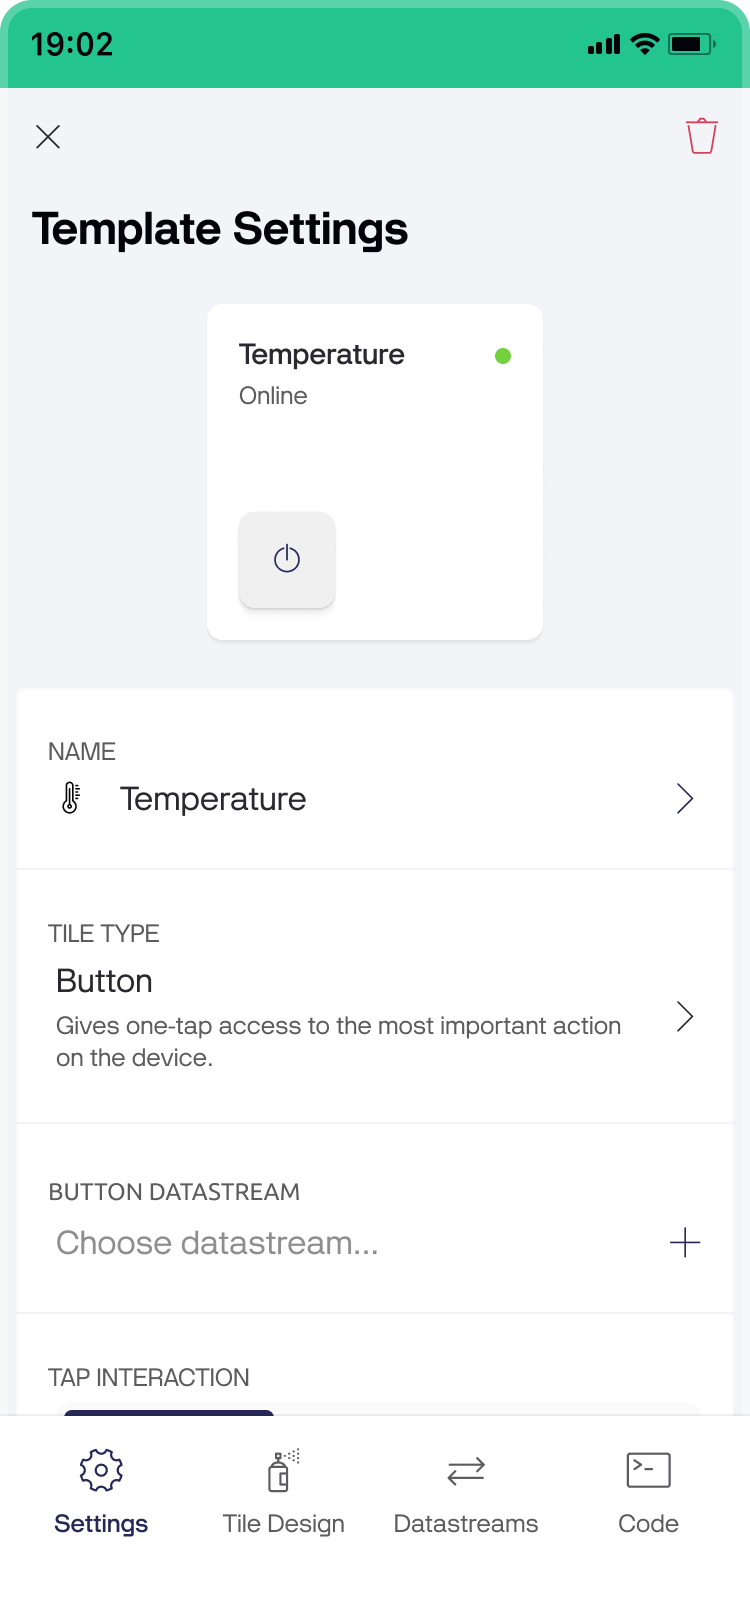 19:02
Template Settings
Temperature
Online
NAME
Temperature
TILE TYPE
Button
Gives one-tap access to the most important action
on the device.
BUTTON DATASTREAM
Choose datastream...
TAP INTERACTION
Settings
Tile Design
Datastreams
Code